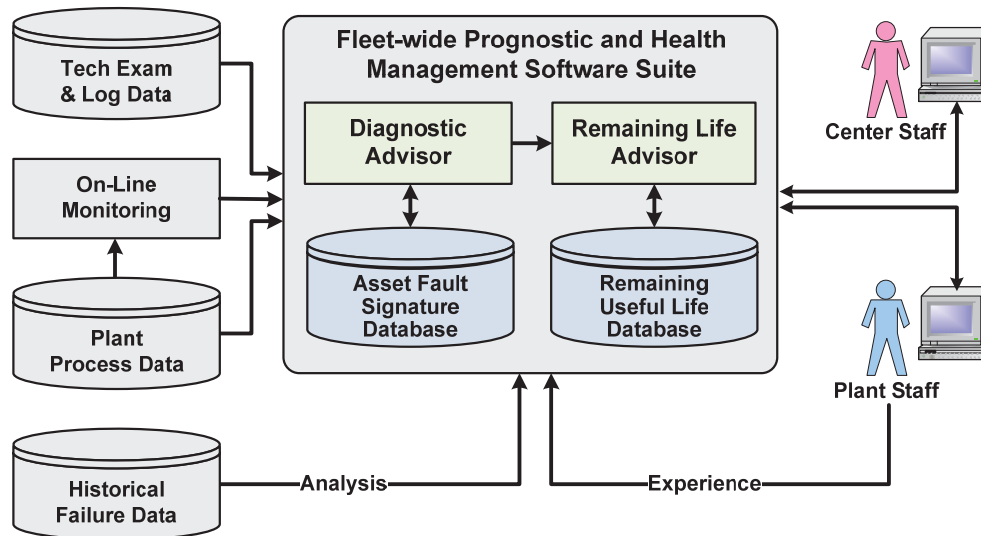 Tech Exam
& Log Data
On-Line
Monitoring
Plant
Process Data
Historical
Failure Data
Fleet-wide Prognostic and Health
Management Software Suite
Diagnostic
Advisor
Remaining Life
Advisor
Asset Fault
Signature
Database
Remaining
Useful Life
Database
Center Staff
Plant Staff
Analysis
Experience